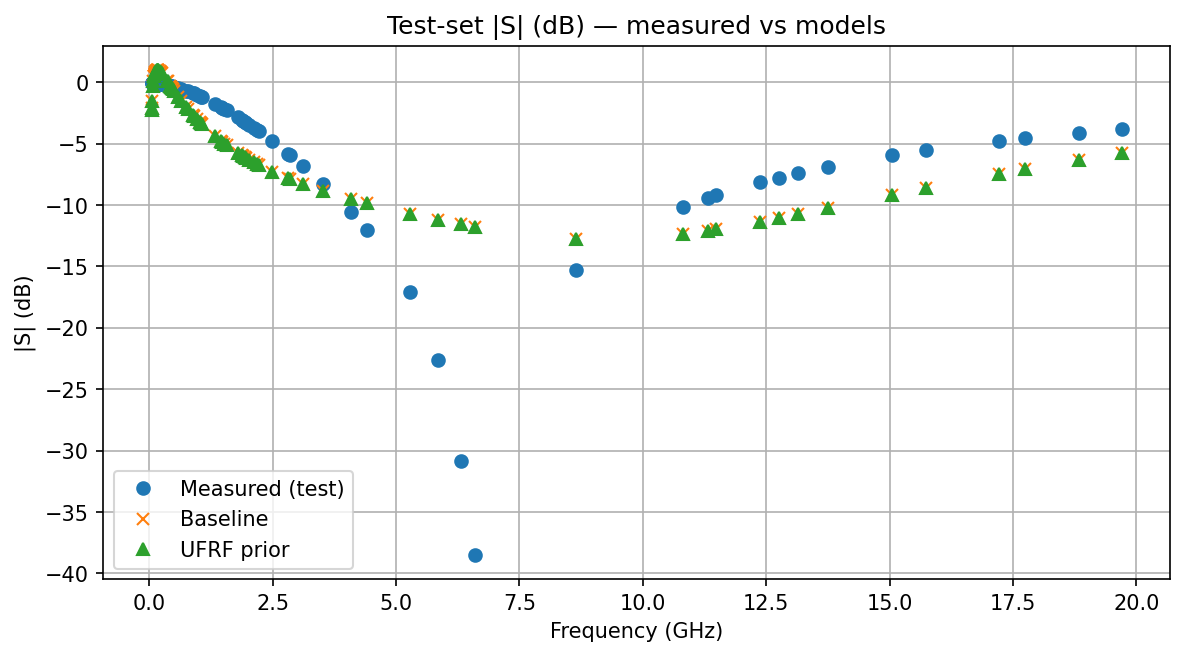 Test-set |S| (dB) — measured vs models
0
−5
−10
−15
−20
−25
−30
−35
−40
|S| (dB)
Measured (test)
Baseline
UFRF prior
0.0 2.5 5.0 7.5 10.0 12.5 15.0 17.5 20.0
Frequency (GHz)